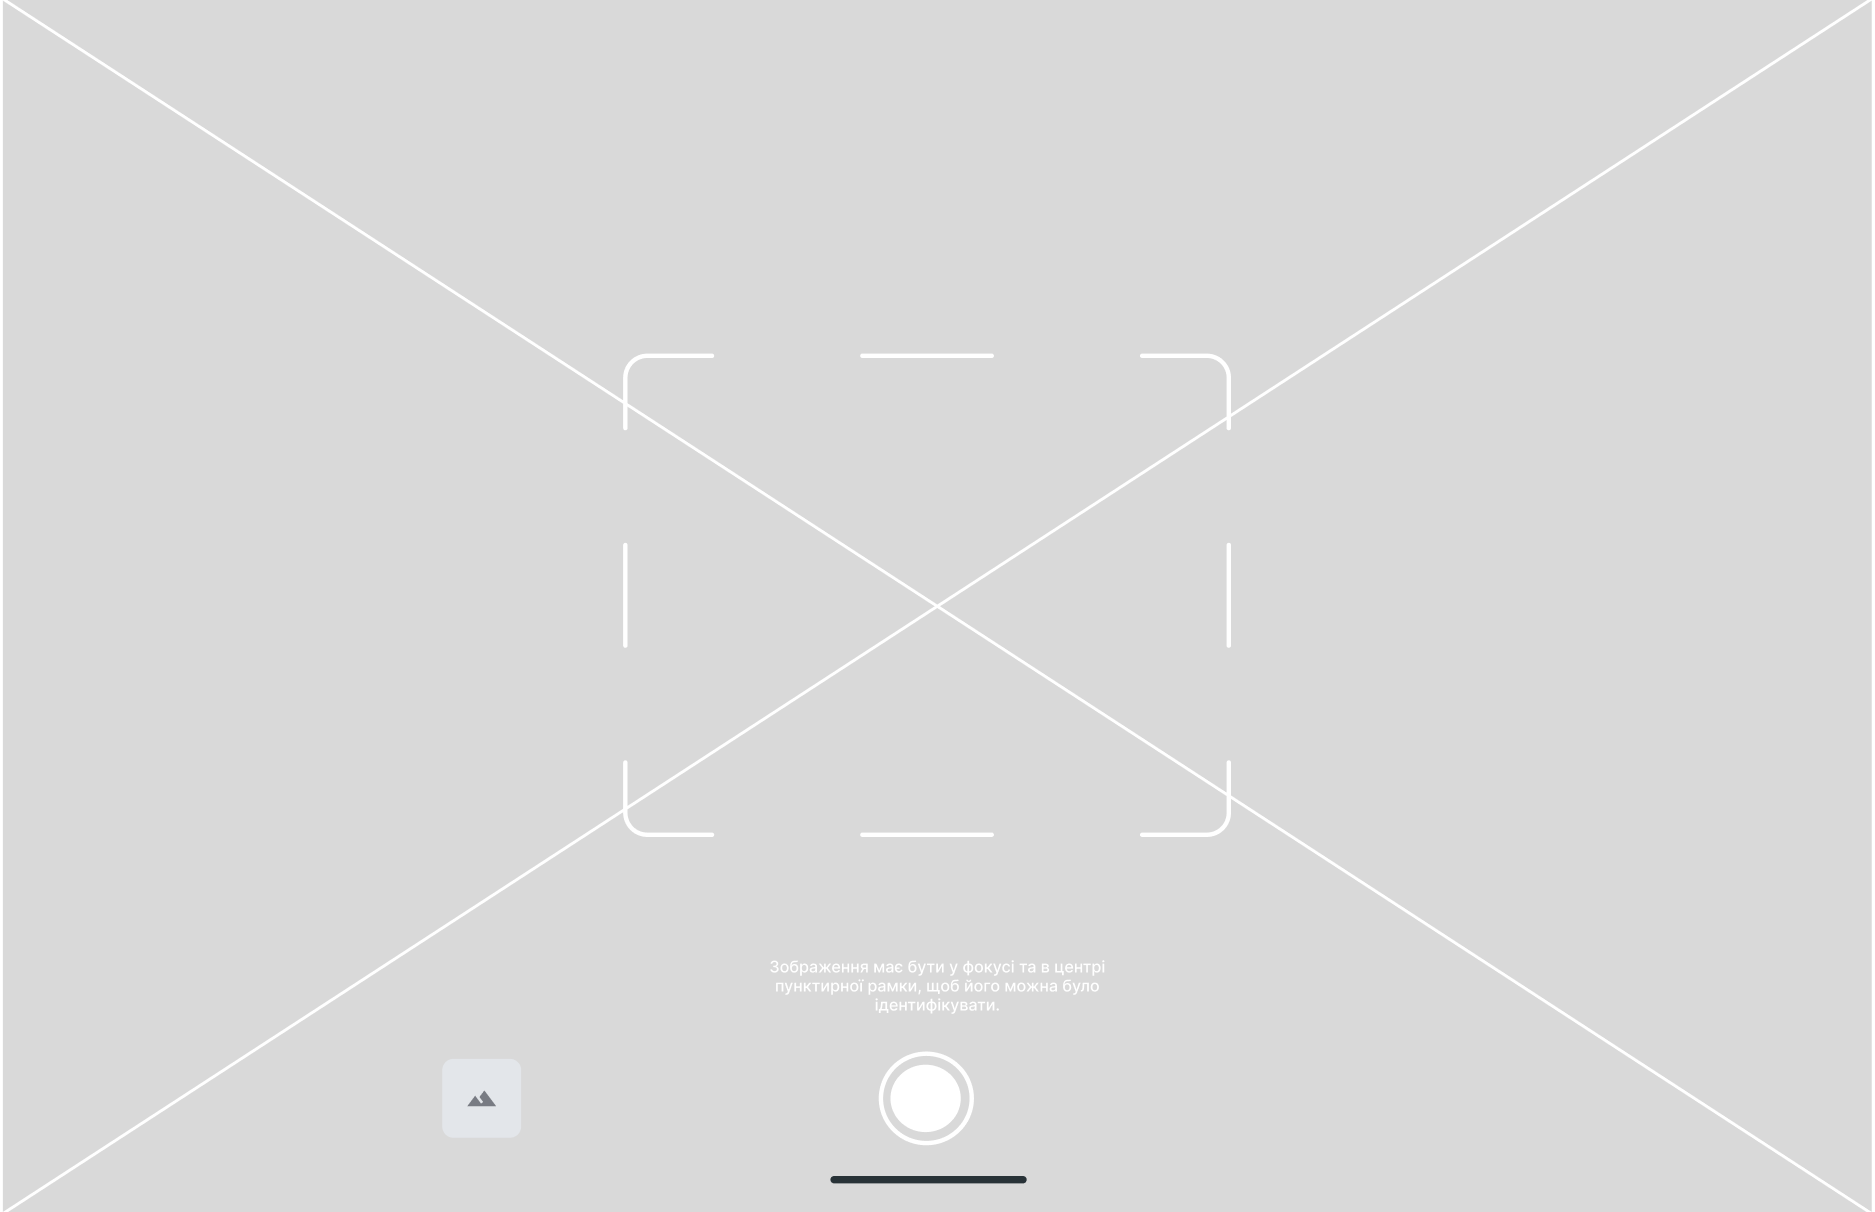 Зображення має бути у фокусі та в центрі
пунктирної рамки, щоб його можна було
ідентифікувати.